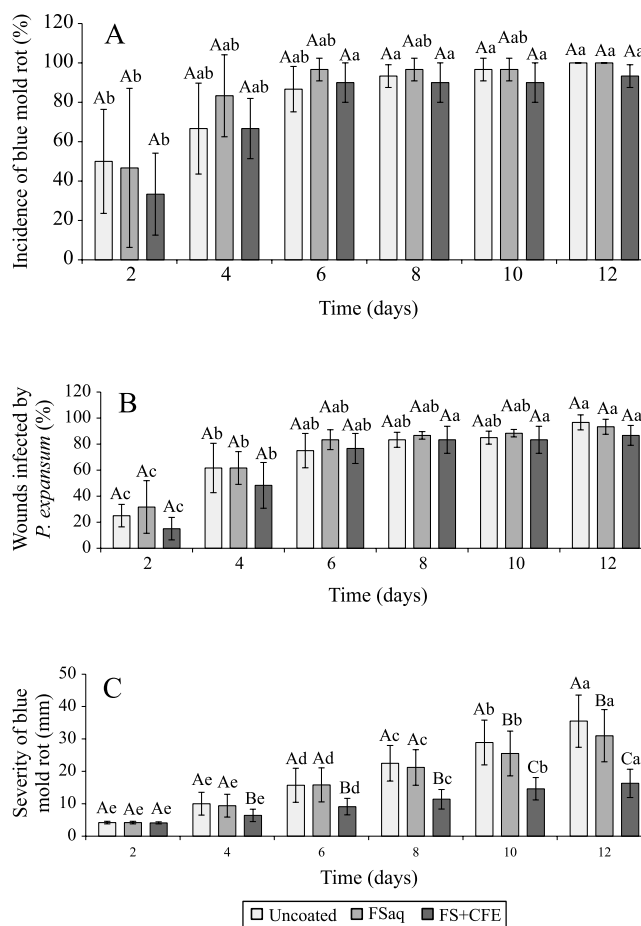 A
Incidence of blue mold rot (%)
120
100
80
60
40
20
0
Ab Ab Ab
Aab Aab Aab
Aab Aab Aa
Aa Aab Aa
Aa Aab Aa
Aa Aa Aa
2 4 6 8 10 12
Time (days)
B
Wounds infected by
P. expansum (%)
120
100
80
60
40
20
0
Ac Ac Ac
Ab Ab Ab
Aab Aab Aab
Aab Aab Aa
Aab Aab Aa
Aa Aa Aa
2 4 6 8 10 12
Time (days)
C
Severity of blue
mold rot (mm)
50
40
30
20
10
0
Ae Ae Ae
Ae Ae Be
Ad Ad Bd
Ac Ac Bc
Ab Bb Cb
Aa Ba Ca
2 4 6 8 10 12
Time (days)
Uncoated FSaq FS+CFE